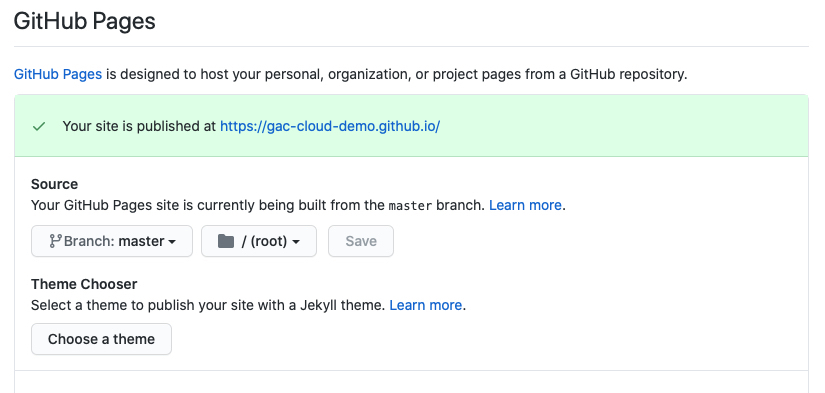 GitHub Pages
GitHub Pages is designed to host your personal, organization, or project pages from a GitHub repository.
Your site is published at https://gac-cloud-demo.github.io/
Source
Your GitHub Pages site is currently being built from the master branch. Learn more.
Branch: master / (root) Save
Theme Chooser
Select a theme to publish your site with a Jekyll theme. Learn more.
Choose a theme